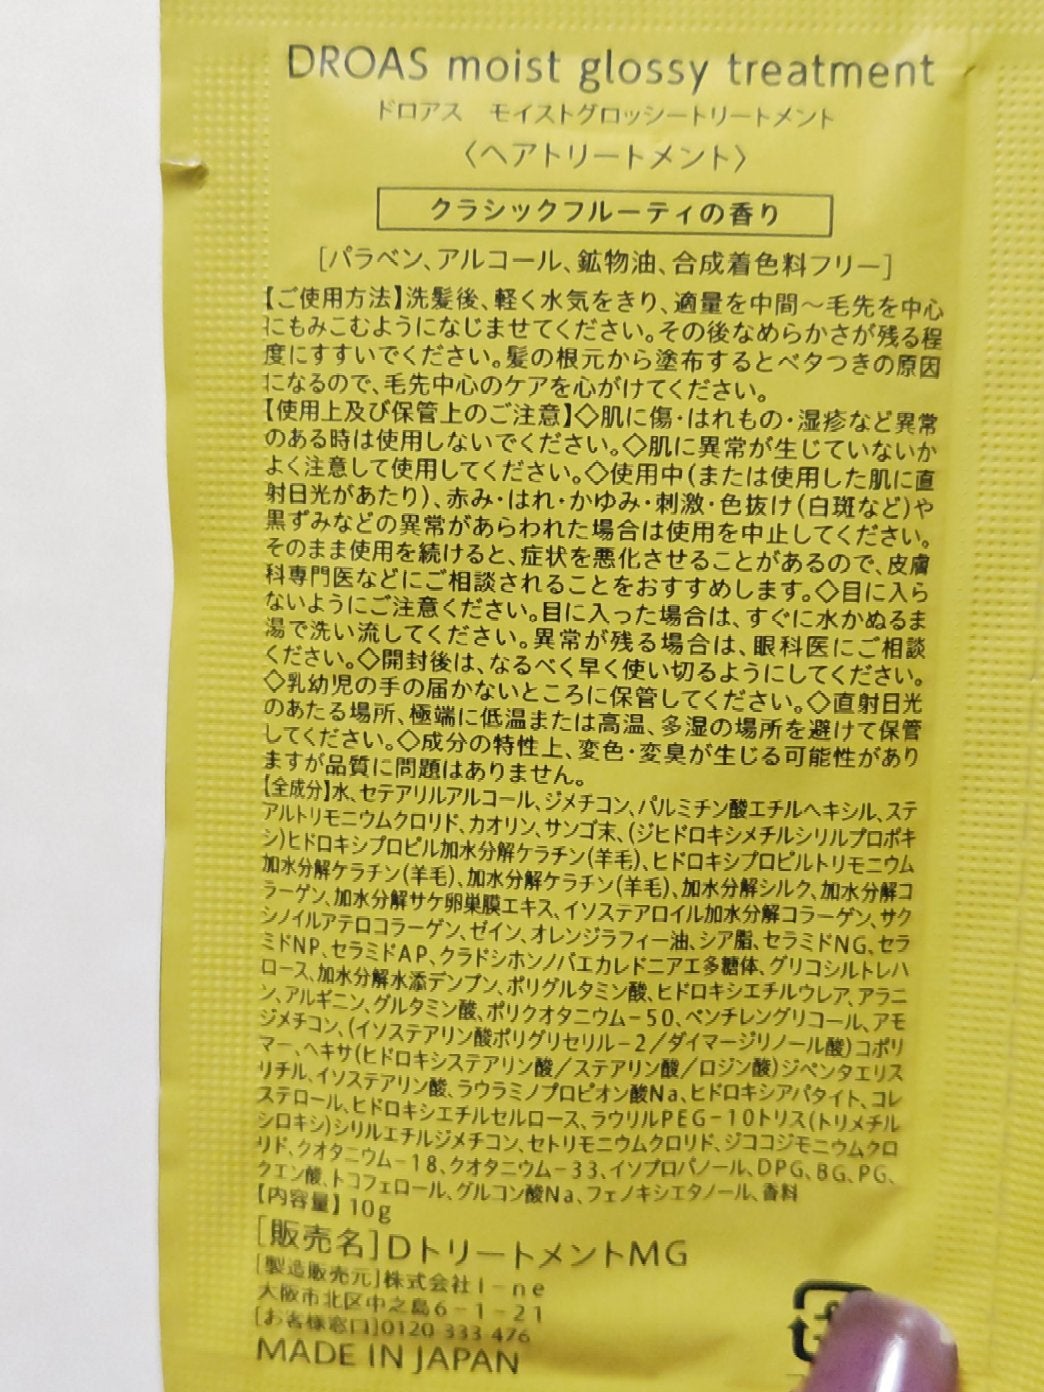 DROAS moist glossy treatment
ドロアス モイストグロッシートリートメント
〈ヘアトリートメント〉
クラシックフルーティの香り
[パラベン、アルコール、鉱物油、合成着色料フリー]
【ご使用方法】洗髪後、軽く水気をきり、適量を中間～毛先を中心
にもみこむようになじませてください。その後なめらかさが残る程
度にすすいでください。髪の根元から塗布するとベタつきの原因
になるので、毛先中心のケアを心がけてください。
【使用上及び保管上のご注意】◇肌に傷・はれもの・湿疹など異常
のある時は使用しないでください。◇肌に異常が生じていないか
よく注意して使用してください。◇使用中(または使用した肌に直
射日光があたり)、赤み・はれ・かゆみ・刺激・色抜け(白斑など)や
黒ずみなどの異常があらわれた場合は使用を中止してください。
そのまま使用を続けると、症状を悪化させることがあるので、皮膚
科専門医などにご相談されることをおすすめします。◇目に入ら
ないようにご注意ください。目に入った場合は、すぐに水かぬるま
湯で洗い流してください。異常が残る場合は、眼科医にご相談
ください。◇開封後は、なるべく早く使い切るようにしてください。
◇乳幼児の手の届かないところに保管してください。◇直射日光
のあたる場所、極端に低温または高温、多湿の場所を避けて保管
してください。◇成分の特性上、変色・変臭が生じる可能性があり
ますが品質に問題はありません。
【全成分】水、セテアリルアルコール、ジメチコン、パルミチン酸エチルヘキシル、ステ
アルトリモニウムクロリド、カオリン、サンゴ末、(ジヒドロキシメチルシリルプロポキ
シ)ヒドロキシプロピル加水分解ケラチン(羊毛)、ヒドロキシプロピルトリモニウム
加水分解ケラチン(羊毛)、加水分解ケラチン(羊毛)、加水分解シルク、加水分解コ
ラーゲン、加水分解サケ卵巣膜エキス、イソステアロイル加水分解コラーゲン、サク
シノイルアテロコラーゲン、ゼイン、オレンジラフィー油、シア脂、セラミドNG、セラ
ミドNP、セラミドAP、クラドシホンノバエカレドニアエ多糖体、グリコシルトレハ
ロース、加水分解水添デンプン、ポリグルタミン酸、ヒドロキシエチルウレア、アラニ
ン、アルギニン、グルタミン酸、ポリクオタニウム－50、ペンチレングリコール、アモ
ジメチコン、(イソステアリン酸ポリグリセリル－2／ダイマージリノール酸)コポリ
マー、ヘキサ(ヒドロキシステアリン酸／ステアリン酸／ロジン酸)ジペンタエリス
リチル、イソステアリン酸、ラウラミノプロピオン酸Na、ヒドロキシアパタイト、コレ
ステロール、ヒドロキシエチルセルロース、ラウリルPEG－10トリス(トリメチル
シロキシ)シリルエチルジメチコン、セトリモニウムクロリド、ジココジモニウムクロ
リド、クオタニウム－18、クオタニウム－33、イソプロパノール、DPG、BG、PG、
クエン酸、トコフェロール、グルコン酸Na、フェノキシエタノール、香料
【内容量】10g
[販売名]DトリートメントMG
[製造販売元]株式会社I－ne
大阪市北区中之島6－1－21
[お客様窓口]0120 333 476
MADE IN JAPAN